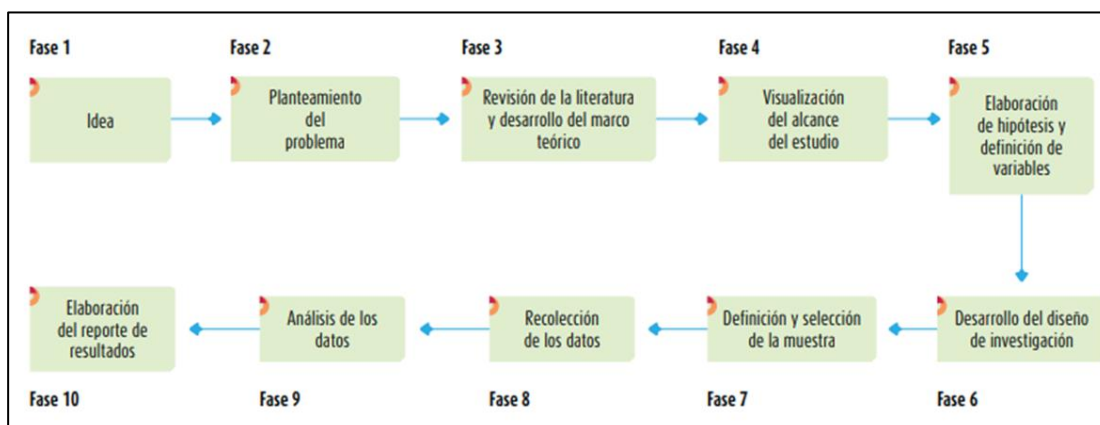 Fase 1
Idea
Fase 2
Planteamiento
del
problema
Fase 3
Revisión de la literatura
y desarrollo del marco
teórico
Fase 4
Visualización
del alcance
del estudio
Fase 5
Elaboración
de hipótesis y
definición de
variables
Desarrollo del diseño
de investigación
Fase 6
Definición y selección
de la muestra
Fase 7
Recolección
de los datos
Fase 8
Análisis de los
datos
Fase 9
Elaboración
del reporte de
resultados
Fase 10